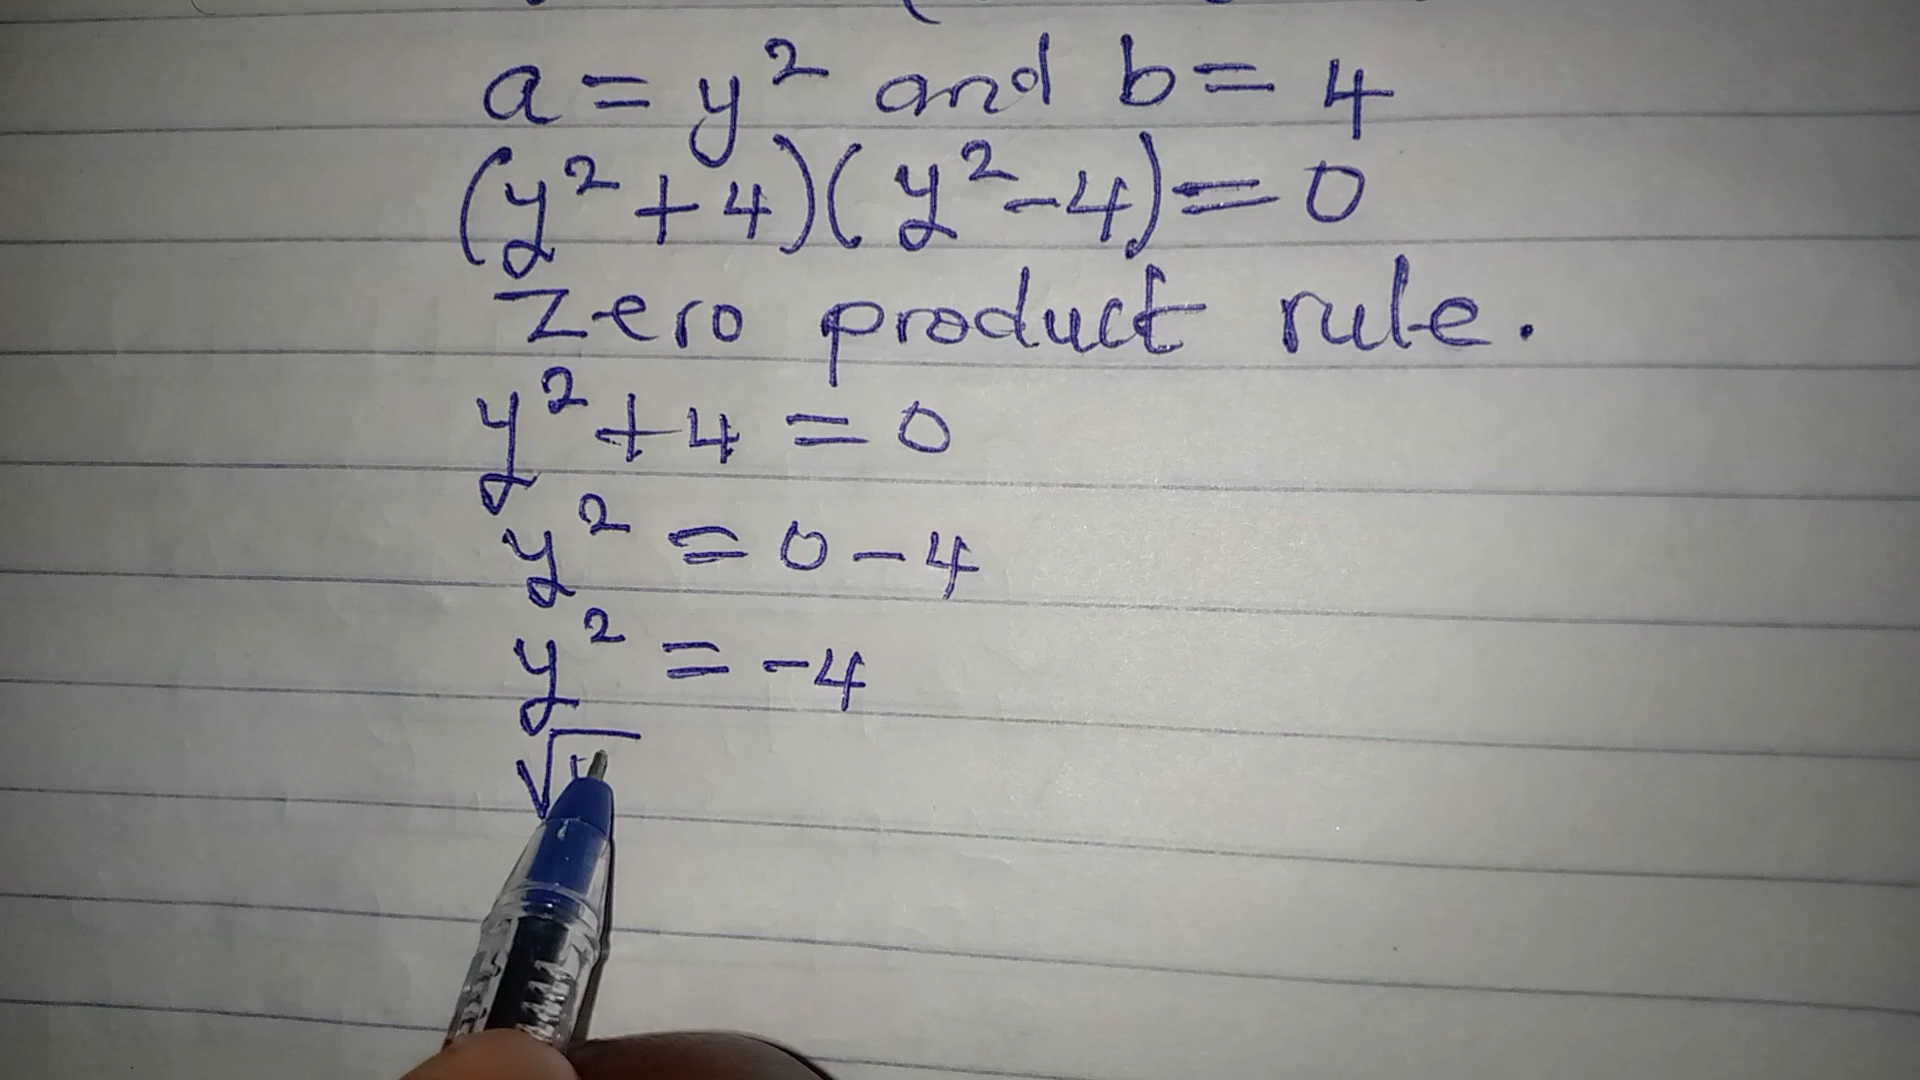 a = y² and b = 4
(y² + 4)(y² - 4) = 0
Zero product rule.
y² + 4 = 0
y² = 0 - 4
y² = -4
√